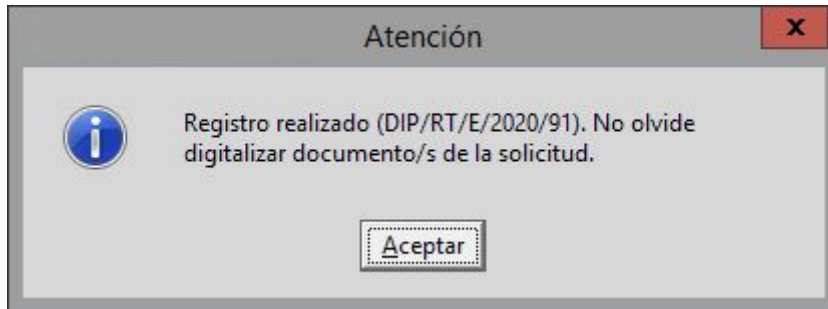 Atención
x
Registro realizado (DIP/RT/E/2020/91). No olvide
digitalizar documento/s de la solicitud.
Aceptar